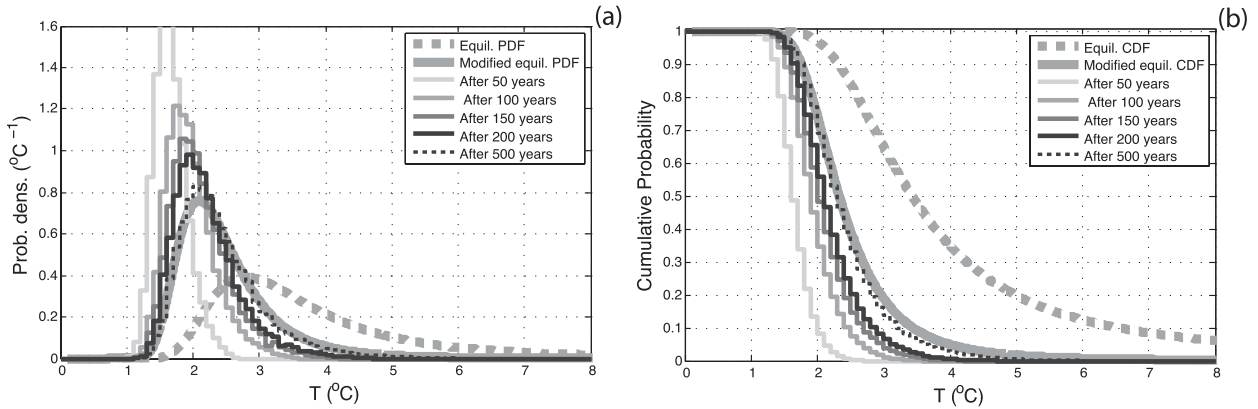 (a)
1.6
1.4
1.2
1
0.8
0.6
0.4
0.2
0
Prob. dens. (°C ⁻¹)
Equil. PDF
Modified equil. PDF
After 50 years
After 100 years
After 150 years
After 200 years
After 500 years
0 1 2 3 4 5 6 7 8
T (°C)
(b)
1
0.9
0.8
0.7
0.6
0.5
0.4
0.3
0.2
0.1
0
Cumulative Probability
Equil. CDF
Modified equil. CDF
After 50 years
After 100 years
After 150 years
After 200 years
After 500 years
0 1 2 3 4 5 6 7 8
T (°C)